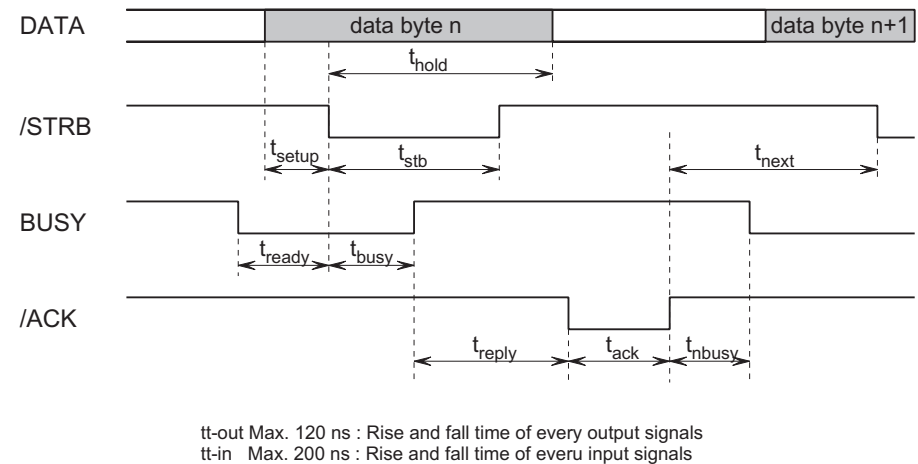 DATA
data byte n
data byte n+1
t_hold
/STRB
t_setup
t_stb
t_next
BUSY
t_ready
t_busy
/ACK
t_reply
t_ack
t_nbusy
tt-out Max. 120 ns : Rise and fall time of every output signals
tt-in Max. 200 ns : Rise and fall time of everu input signals